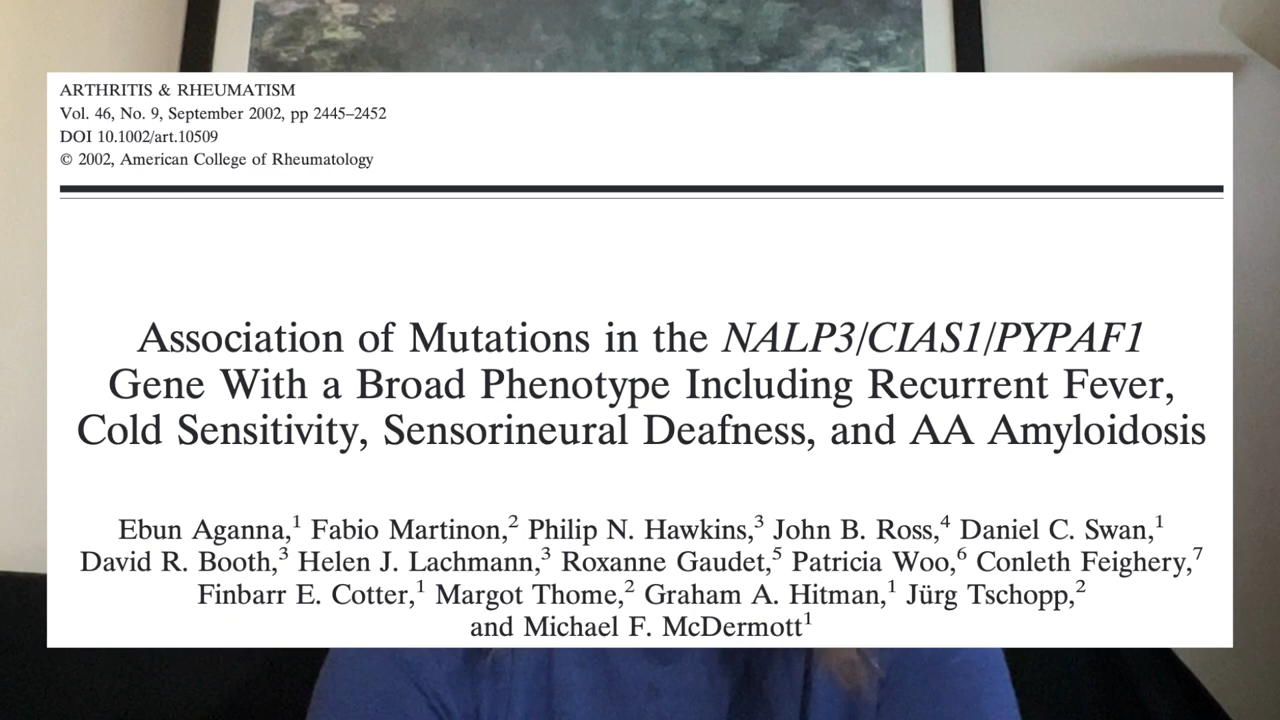 ARTHRITIS & RHEUMATISM
Vol. 46, No. 9, September 2002, pp 2445–2452
DOI 10.1002/art.10509
© 2002, American College of Rheumatology
Association of Mutations in the NALP3/CIAS1/PYPAF1
Gene With a Broad Phenotype Including Recurrent Fever,
Cold Sensitivity, Sensorineural Deafness, and AA Amyloidosis
Ebun Aganna,¹ Fabio Martinon,² Philip N. Hawkins,³ John B. Ross,⁴ Daniel C. Swan,¹
David R. Booth,³ Helen J. Lachmann,³ Roxanne Gaudet,⁵ Patricia Woo,⁶ Conleth Feighery,⁷
Finbarr E. Cotter,¹ Margot Thome,² Graham A. Hitman,¹ Jürg Tschopp,²
and Michael F. McDermott¹